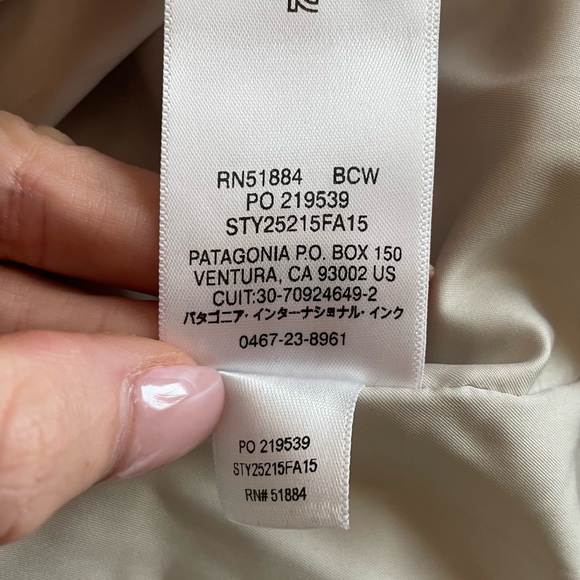 RN51884 BCW
PO 219539
STY25215FA15
PATAGONIA P.O. BOX 150
VENTURA, CA 93002 US
CUIT:30-70924649-2
パタゴニア・インターナショナル・インク
0467-23-8961
PO 219539
STY25215FA15
RN# 51884